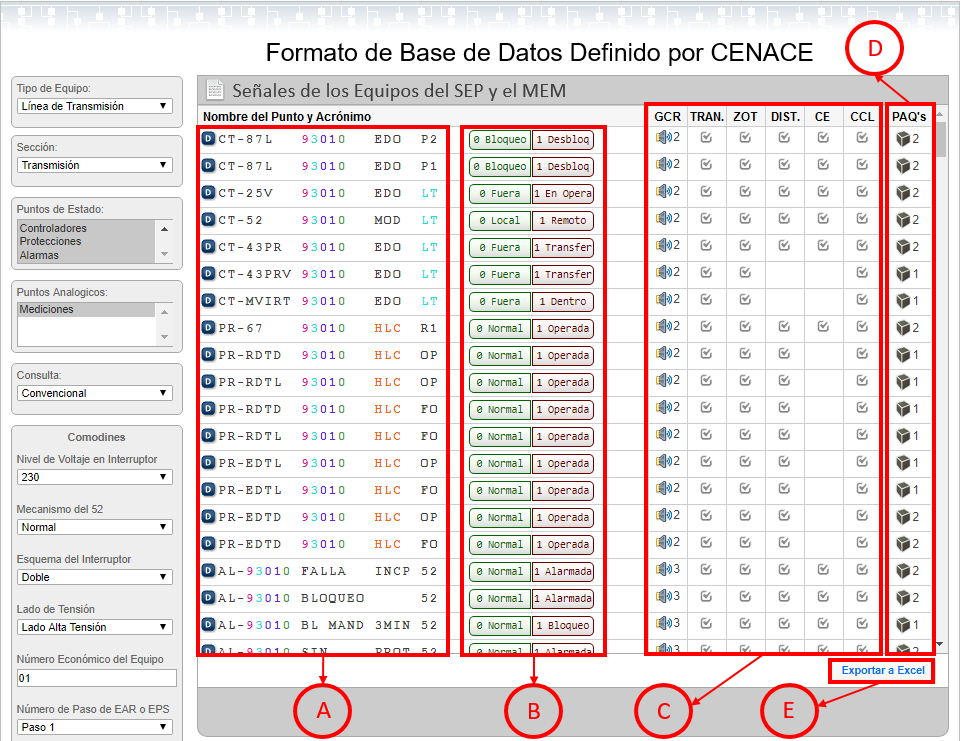 Formato de Base de Datos Definido por CENACE
D
Tipo de Equipo:
Línea de Transmisión
Sección:
Transmisión
Puntos de Estado:
Controladores
Protecciones
Alarmas
Puntos Analogicos:
Mediciones
Consulta:
Convencional
Comodines
Nivel de Voltaje en Interruptor
230
Mecanismo del 52
Normal
Esquema del Interruptor
Doble
Lado de Tensión
Lado Alta Tensión
Número Económico del Equipo
01
Número de Paso de EAR o EPS
Paso 1
Señales de los Equipos del SEP y el MEM
Nombre del Punto y Acrónimo GCR TRAN. ZOT DIST. CE CCL PAQ's
D CT-87L 93010 EDO P2 0 Bloqueo 1 Desbloq 2 2
D CT-87L 93010 EDO P1 0 Bloqueo 1 Desbloq 2 2
D CT-25V 93010 EDO LT 0 Fuera 1 En Opera 2 2
D CT-52 93010 MOD LT 0 Local 1 Remoto 2 2
D CT-43PR 93010 EDO LT 0 Fuera 1 Transfer 2 2
D CT-43PRV 93010 EDO LT 0 Fuera 1 Transfer 2 1
D CT-MVIRT 93010 EDO LT 0 Fuera 1 Dentro 2 1
D PR-67 93010 HLC R1 0 Normal 1 Operada 2 2
D PR-RDTD 93010 HLC OP 0 Normal 1 Operada 2 1
D PR-RDTL 93010 HLC OP 0 Normal 1 Operada 2 1
D PR-RDTD 93010 HLC FO 0 Normal 1 Operada 2 1
D PR-RDTL 93010 HLC FO 0 Normal 1 Operada 2 1
D PR-EDTL 93010 HLC OP 0 Normal 1 Operada 2 1
D PR-EDTL 93010 HLC FO 0 Normal 1 Operada 2 1
D PR-EDTD 93010 HLC OP 0 Normal 1 Operada 2 2
D PR-EDTD 93010 HLC FO 0 Normal 1 Operada 2 2
D AL-93010 FALLA INCP 52 0 Normal 1 Alarmada 3 2
D AL-93010 BLOQUEO 52 0 Normal 1 Alarmada 3 2
D AL-93010 BL MAND 3MIN 52 0 Normal 1 Bloqueo 3 1
D AL-93010 SIN PROT 52 0 Normal 1 Alarmada 3 2
Exportar a Excel
A
B
C
E